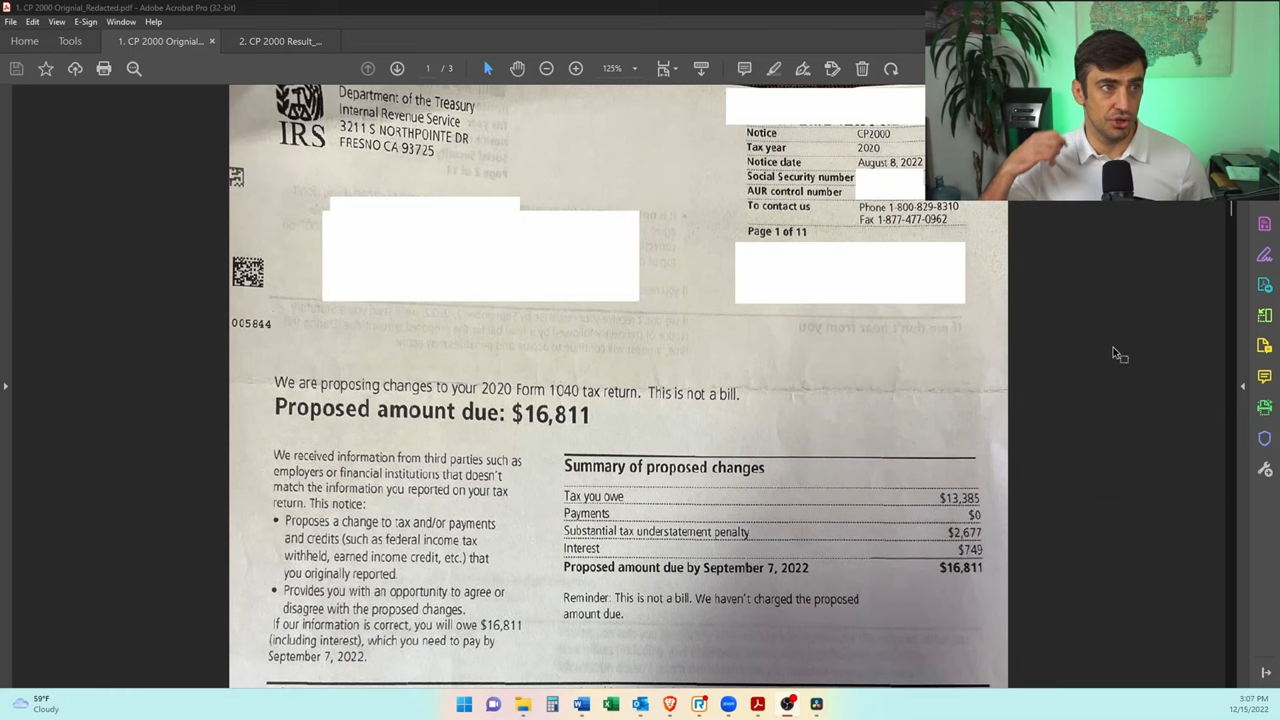 1. CP 2000 Orignial_Redacted.pdf - Adobe Acrobat Pro (32-bit)
File Edit View E-Sign Window Help
Home Tools 1. CP 2000 Orignial... × 2. CP 2000 Result_...
1 / 3 125%
Department of the Treasury
Internal Revenue Service
3211 S NORTHPOINTE DR
FRESNO CA 93725
IRS
Notice CP2000
Tax year 2020
Notice date August 8, 2022
Social Security number
AUR control number
To contact us Phone 1-800-829-8310
Fax 1-877-477-0962
Page 1 of 11
005844
We are proposing changes to your 2020 Form 1040 tax return. This is not a bill.
Proposed amount due: $16,811
We received information from third parties such as
employers or financial institutions that doesn't
match the information you reported on your tax
return. This notice:
• Proposes a change to tax and/or payments
and credits (such as federal income tax
withheld, earned income credit, etc.) that
you originally reported.
• Provides you with an opportunity to agree or
disagree with the proposed changes.
If our information is correct, you will owe $16,811
(including interest), which you need to pay by
September 7, 2022.
Summary of proposed changes
Tax you owe $13,385
Payments $0
Substantial tax understatement penalty $2,677
Interest $749
Proposed amount due by September 7, 2022 $16,811
Reminder: This is not a bill. We haven't charged the proposed
amount due.
59°F
Cloudy
3:07 PM
12/15/2022